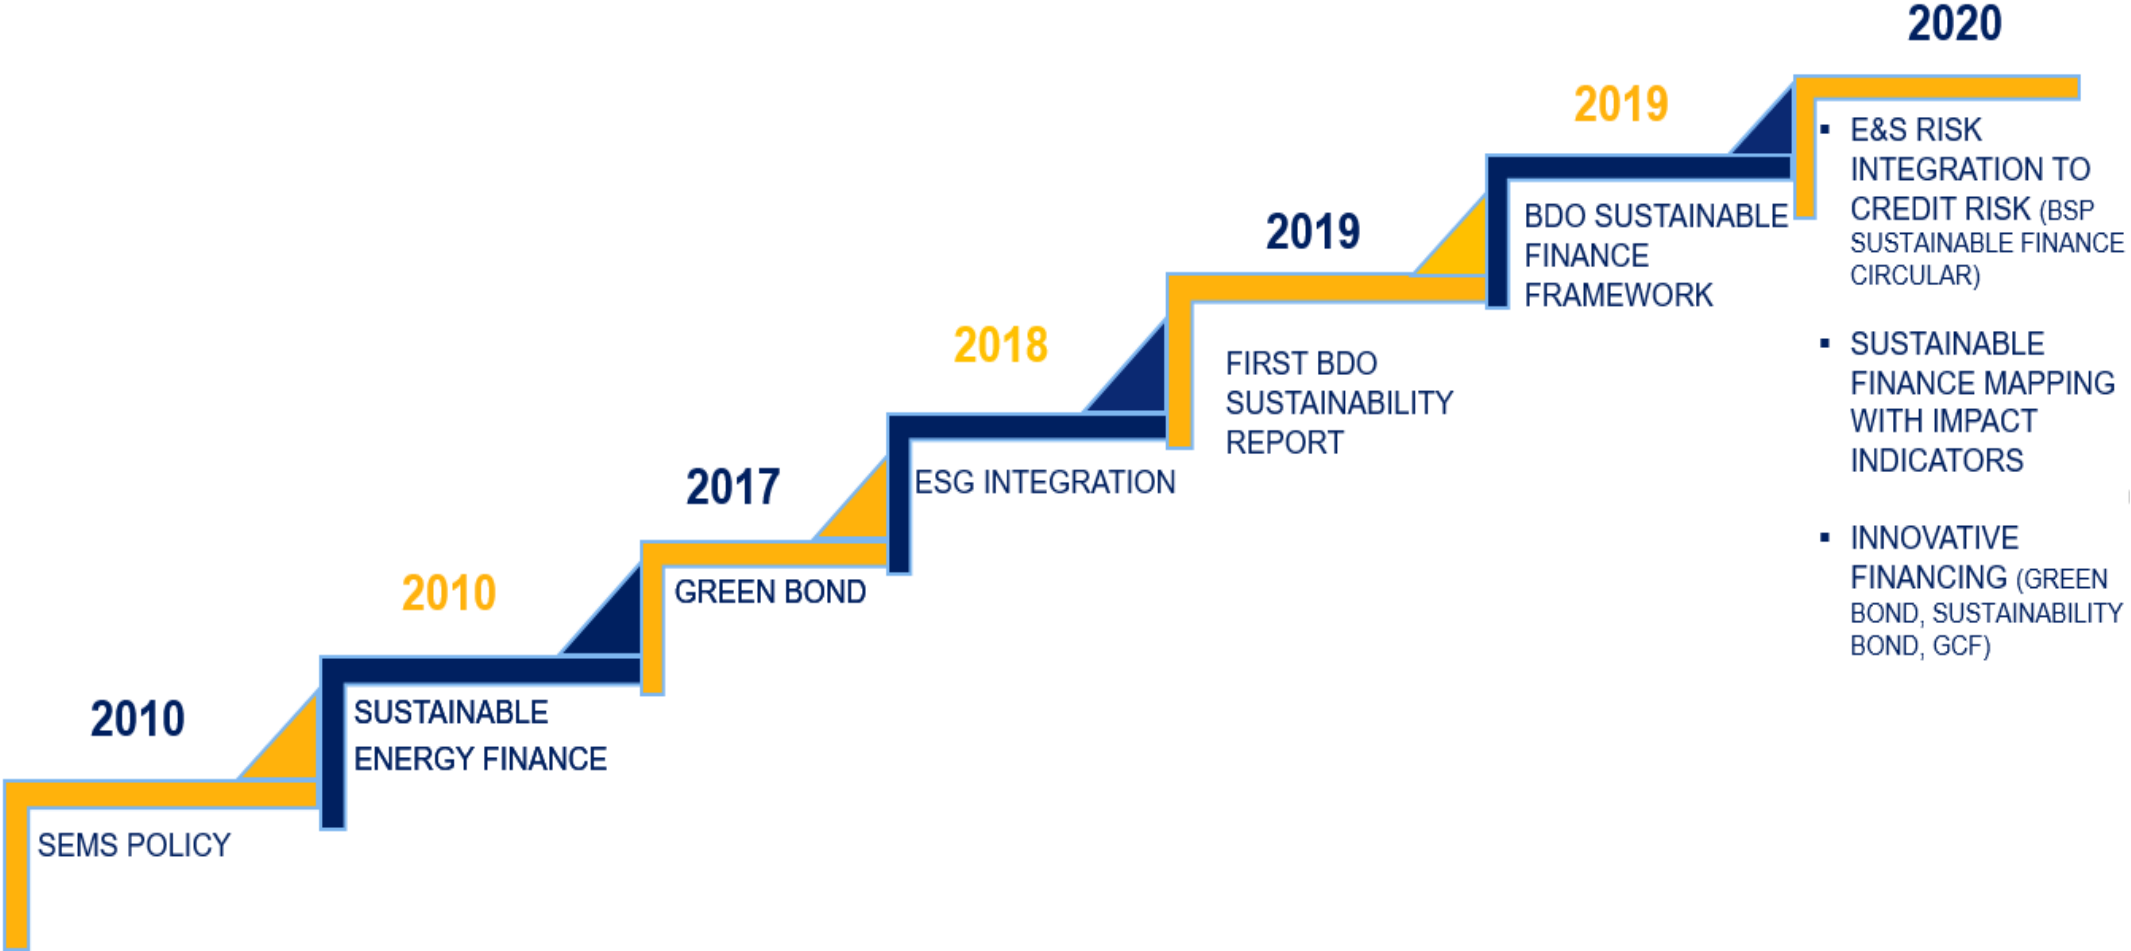 2010
SEMS POLICY
2010
SUSTAINABLE
ENERGY FINANCE
2017
GREEN BOND
2018
ESG INTEGRATION
2019
FIRST BDO
SUSTAINABILITY
REPORT
2019
BDO SUSTAINABLE
FINANCE
FRAMEWORK
2020
▪ E&S RISK
INTEGRATION TO
CREDIT RISK (BSP
SUSTAINABLE FINANCE
CIRCULAR)
▪ SUSTAINABLE
FINANCE MAPPING
WITH IMPACT
INDICATORS
▪ INNOVATIVE
FINANCING (GREEN
BOND, SUSTAINABILITY
BOND, GCF)